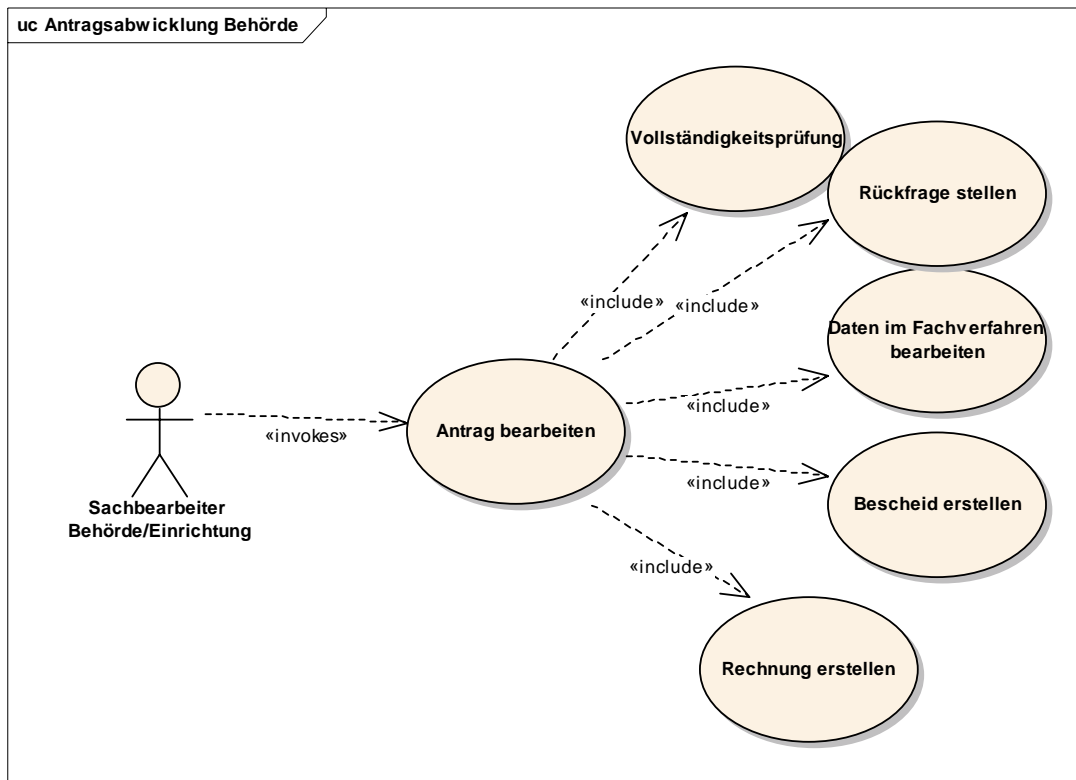 uc Antragsabwicklung Behörde
Vollständigkeitsprüfung
Rückfrage stellen
«include»
«include»
Daten im Fachverfahren
bearbeiten
«include»
Antrag bearbeiten
«invokes»
«include»
Bescheid erstellen
Sachbearbeiter
Behörde/Einrichtung
«include»
Rechnung erstellen